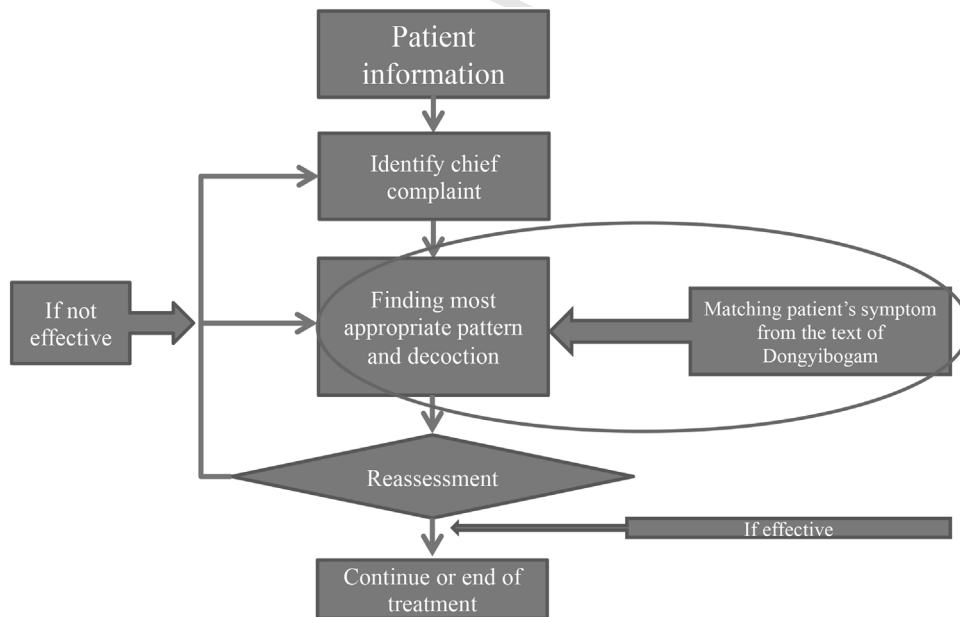 Patient
information
Identify chief
complaint
If not
effective
Finding most
appropriate pattern
and decoction
Matching patient's symptom
from the text of
Dongyibogam
Reassessment
If effective
Continue or end of
treatment